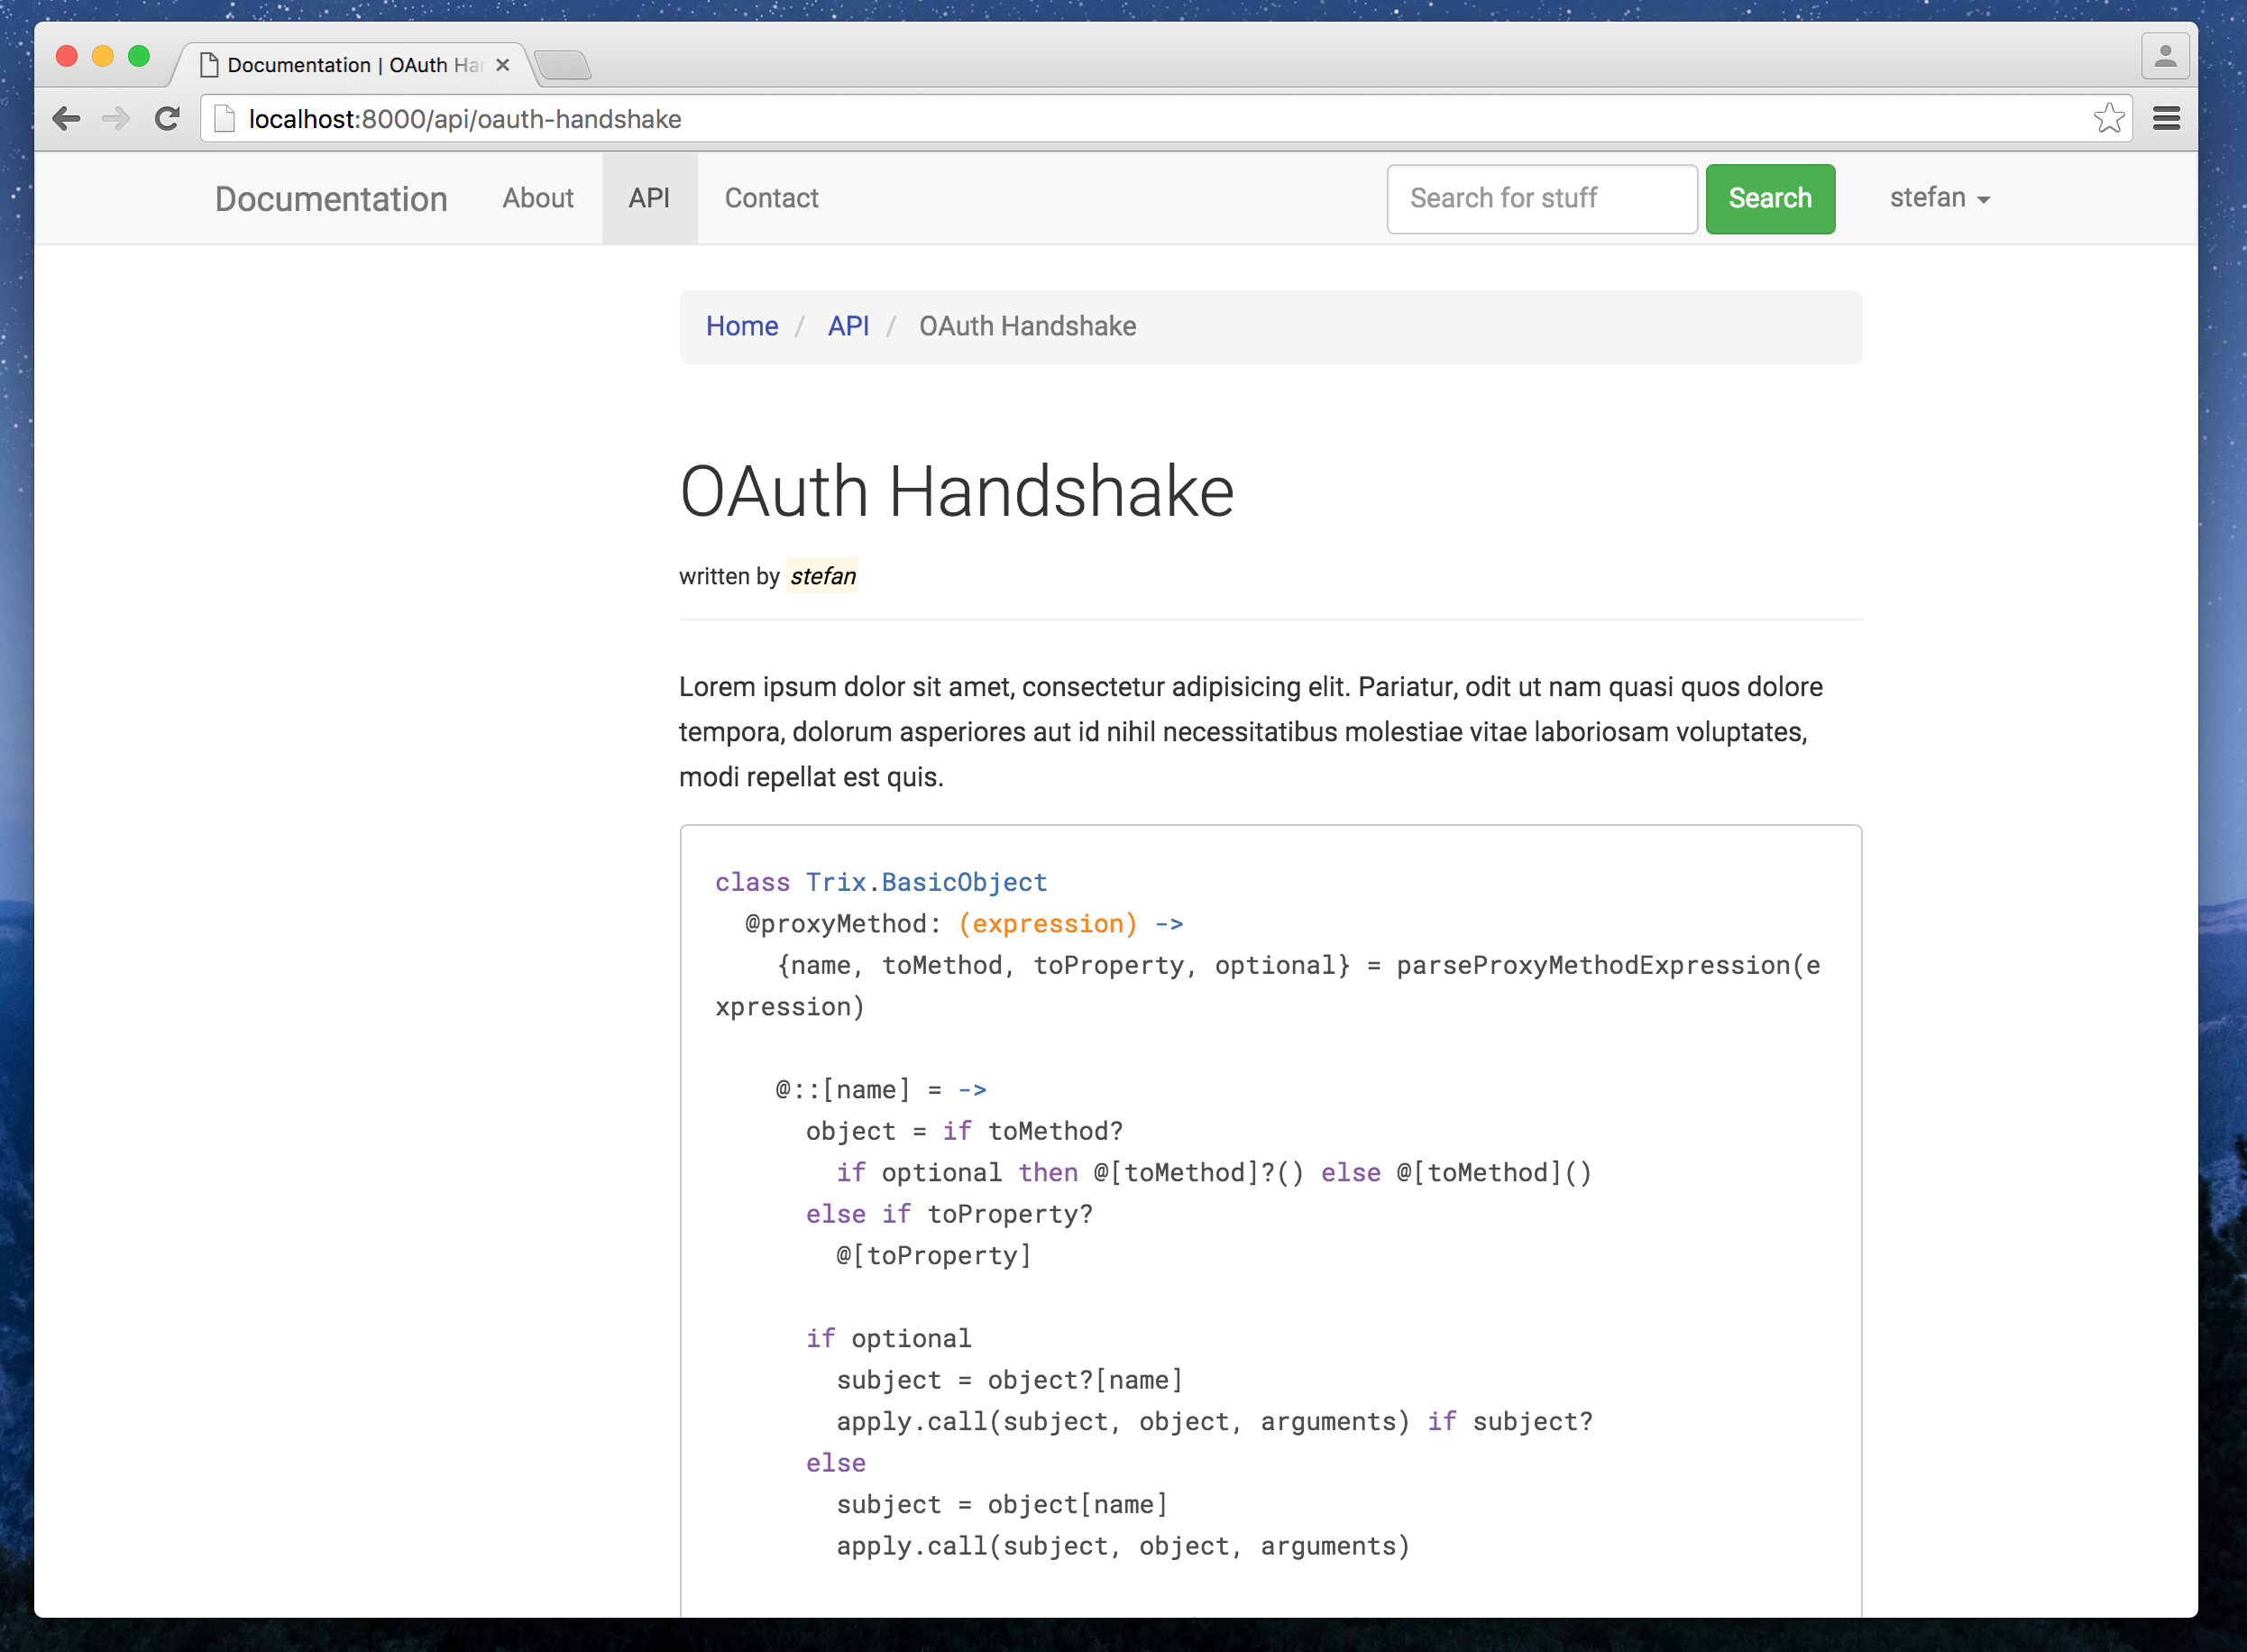 Documentation | OAuth Ha
localhost:8000/api/oauth-handshake
Documentation About API Contact Search for stuff Search stefan
Home / API / OAuth Handshake
OAuth Handshake
written by stefan
Lorem ipsum dolor sit amet, consectetur adipisicing elit. Pariatur, odit ut nam quasi quos dolore
tempora, dolorum asperiores aut id nihil necessitatibus molestiae vitae laboriosam voluptates,
modi repellat est quis.
class Trix.BasicObject
  @proxyMethod: (expression) ->
    {name, toMethod, toProperty, optional} = parseProxyMethodExpression(e
xpression)
    @::[name] = ->
      object = if toMethod?
        if optional then @[toMethod]?() else @[toMethod]()
      else if toProperty?
        @[toProperty]
      if optional
        subject = object?[name]
        apply.call(subject, object, arguments) if subject?
      else
        subject = object[name]
        apply.call(subject, object, arguments)